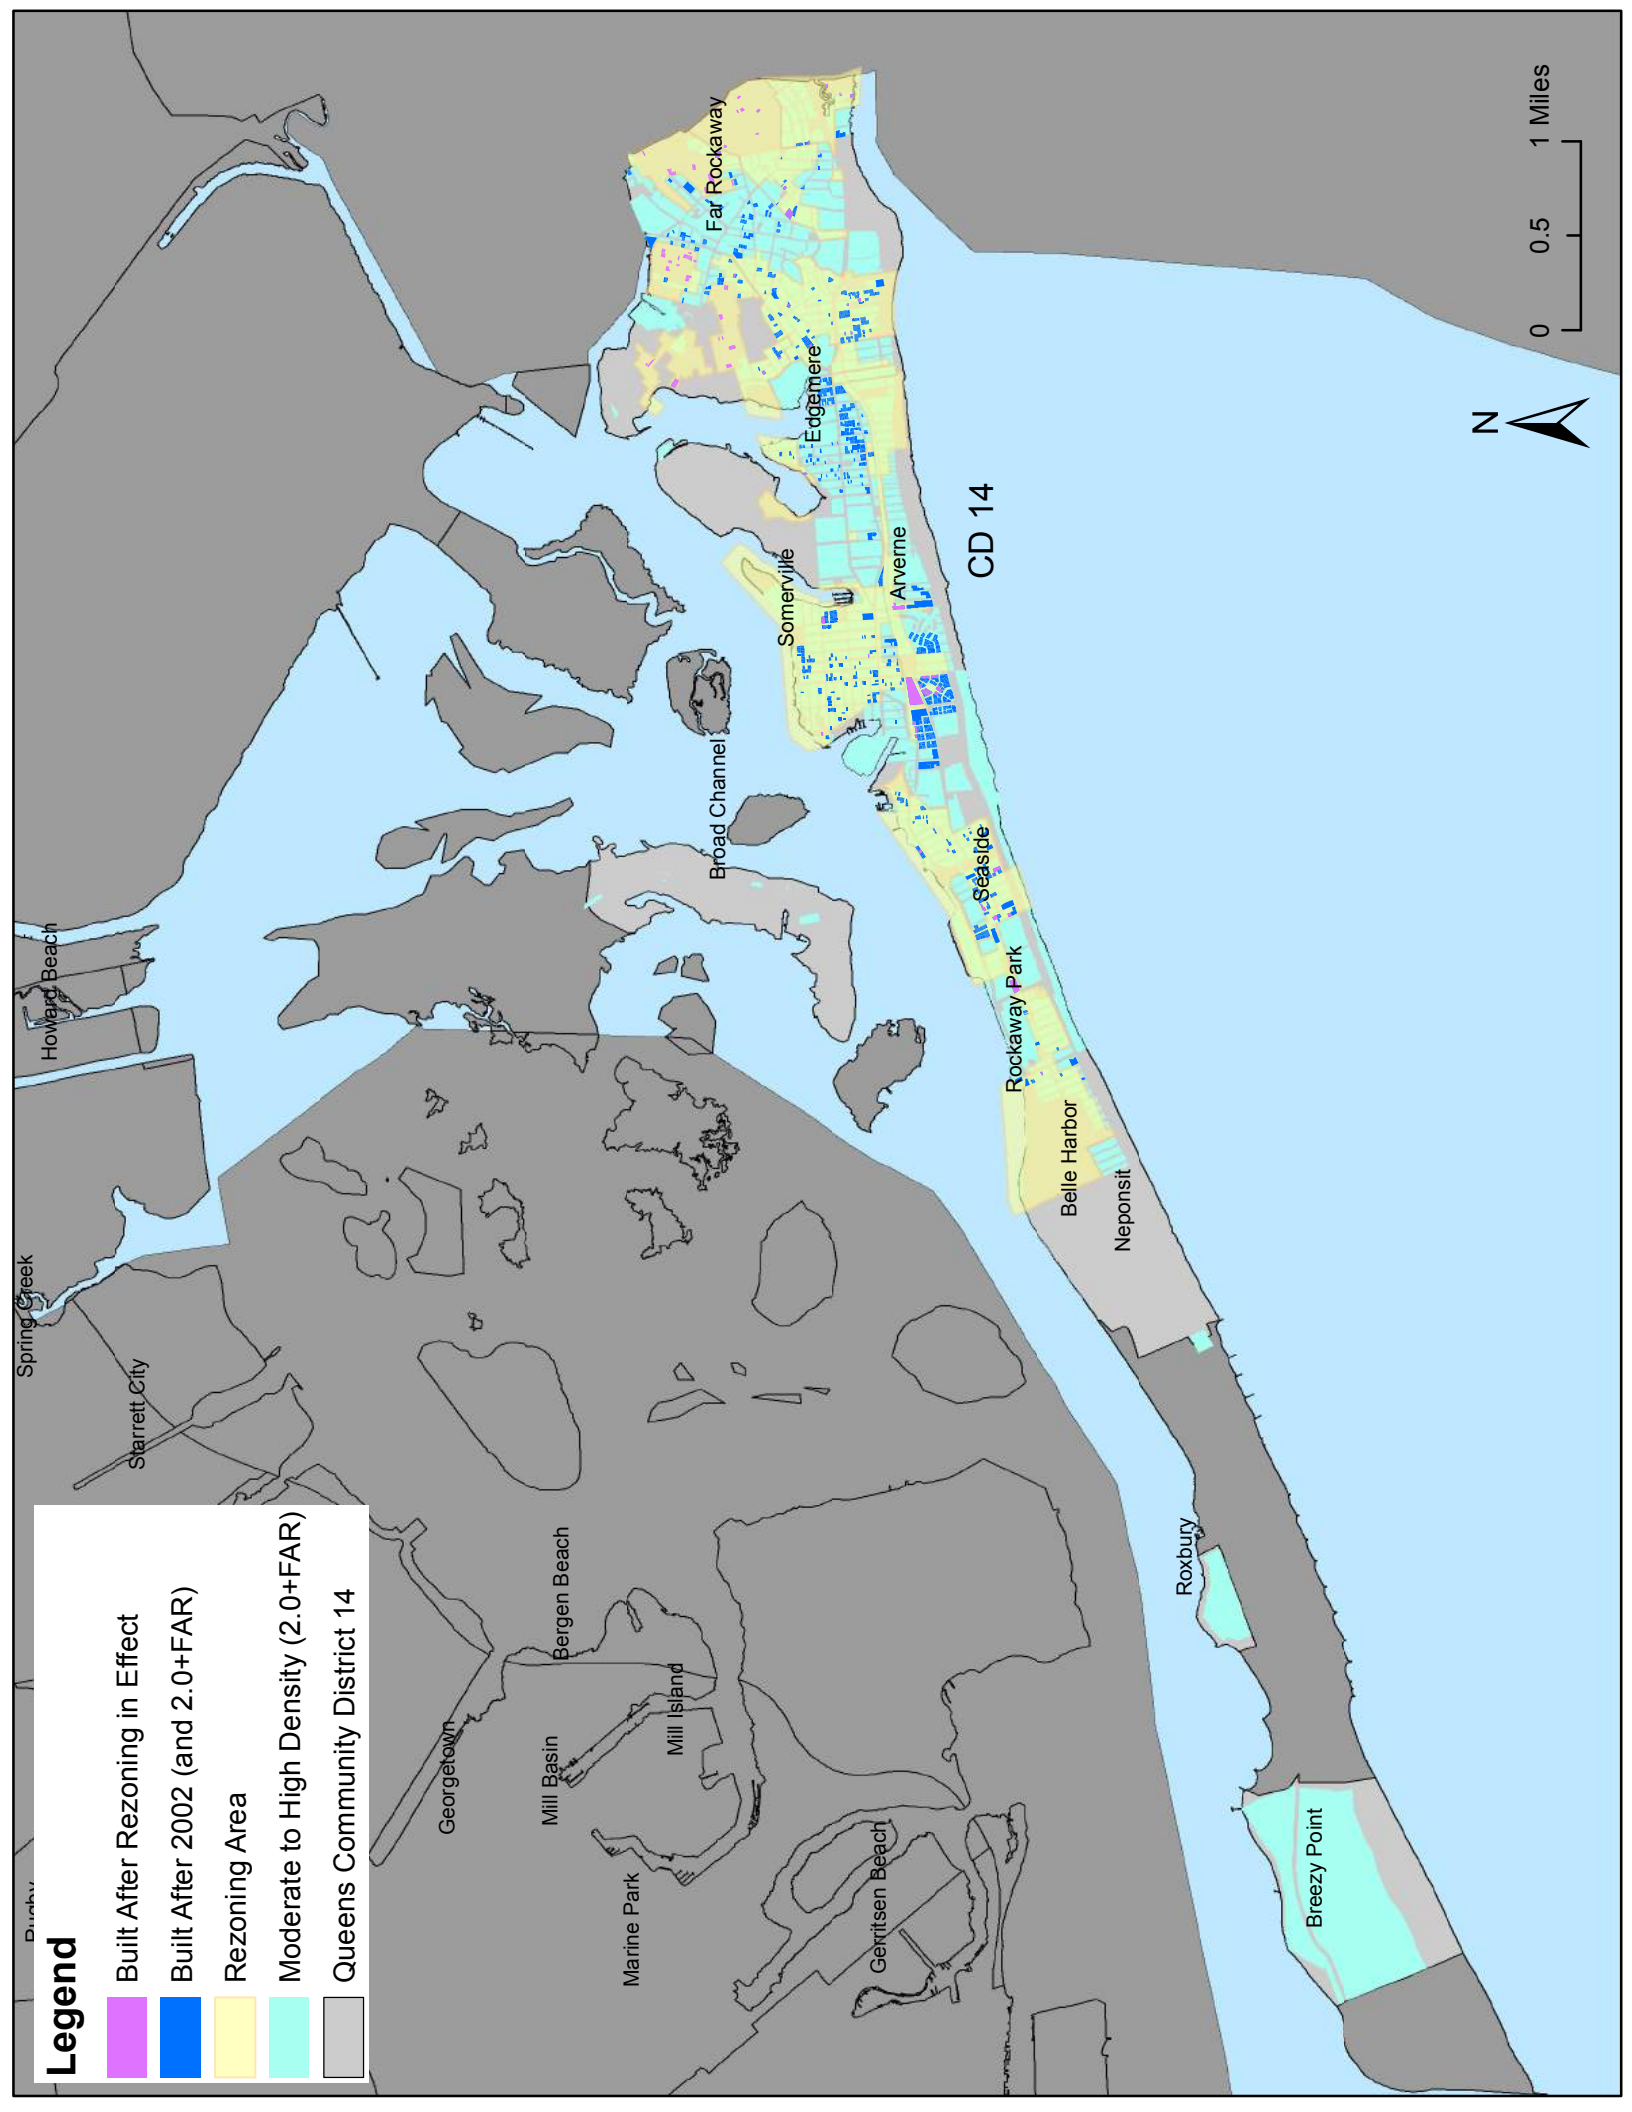 Legend
Built After Rezoning in Effect
Built After 2002 (and 2.0+FAR)
Rezoning Area
Moderate to High Density (2.0+FAR)
Queens Community District 14
Spring Creek
Howard Beach
Starrett City
Georgetown
Bergen Beach
Mill Basin
Mill Island
Marine Park
Gerritsen Beach
Broad Channel
Far Rockaway
Somerville
Edgemere
Arverne
CD 14
Seaside
Rockaway Park
Belle Harbor
Neponsit
Roxbury
Breezy Point
N
0 0.5 1 Miles